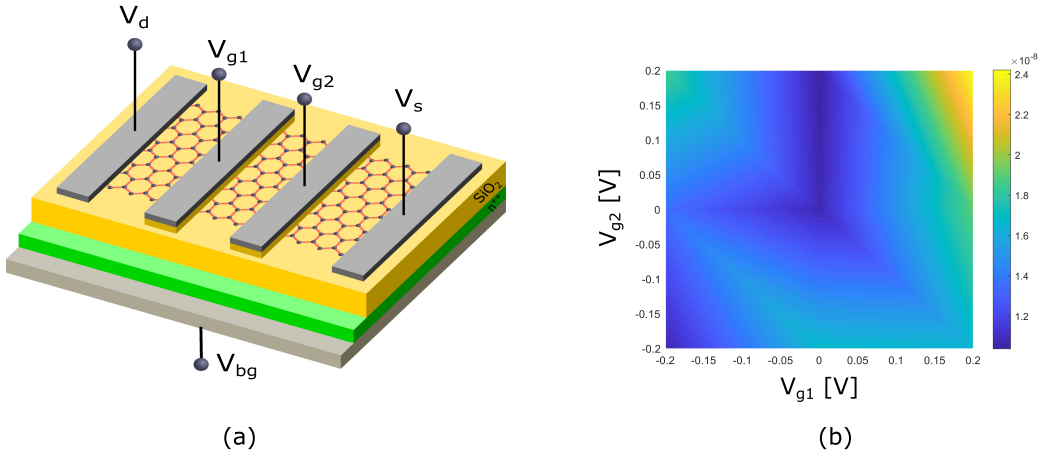 V_d
V_g1
V_g2
V_s
SiO₂
n⁺⁺
V_bg
(a)
×10⁻⁸
0.2
0.15
0.1
0.05
0
-0.05
-0.1
-0.15
-0.2
V_g2 [V]
-0.2 -0.15 -0.1 -0.05 0 0.05 0.1 0.15 0.2
V_g1 [V]
2.4
2.2
2
1.8
1.6
1.4
1.2
(b)